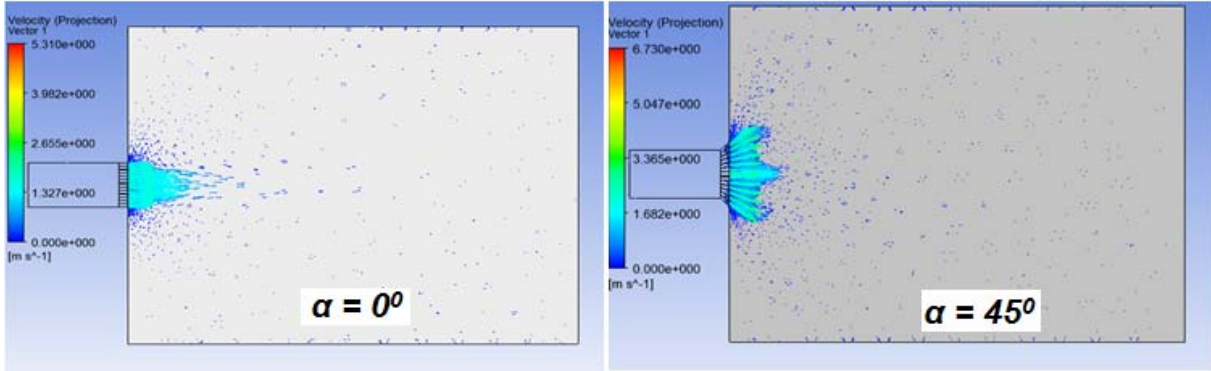 Velocity (Projection)
Vector 1
5.310e+000
3.982e+000
2.655e+000
1.327e+000
0.000e+000
[m s^-1]
α = 0⁰
Velocity (Projection)
Vector 1
6.730e+000
5.047e+000
3.365e+000
1.682e+000
0.000e+000
[m s^-1]
α = 45⁰